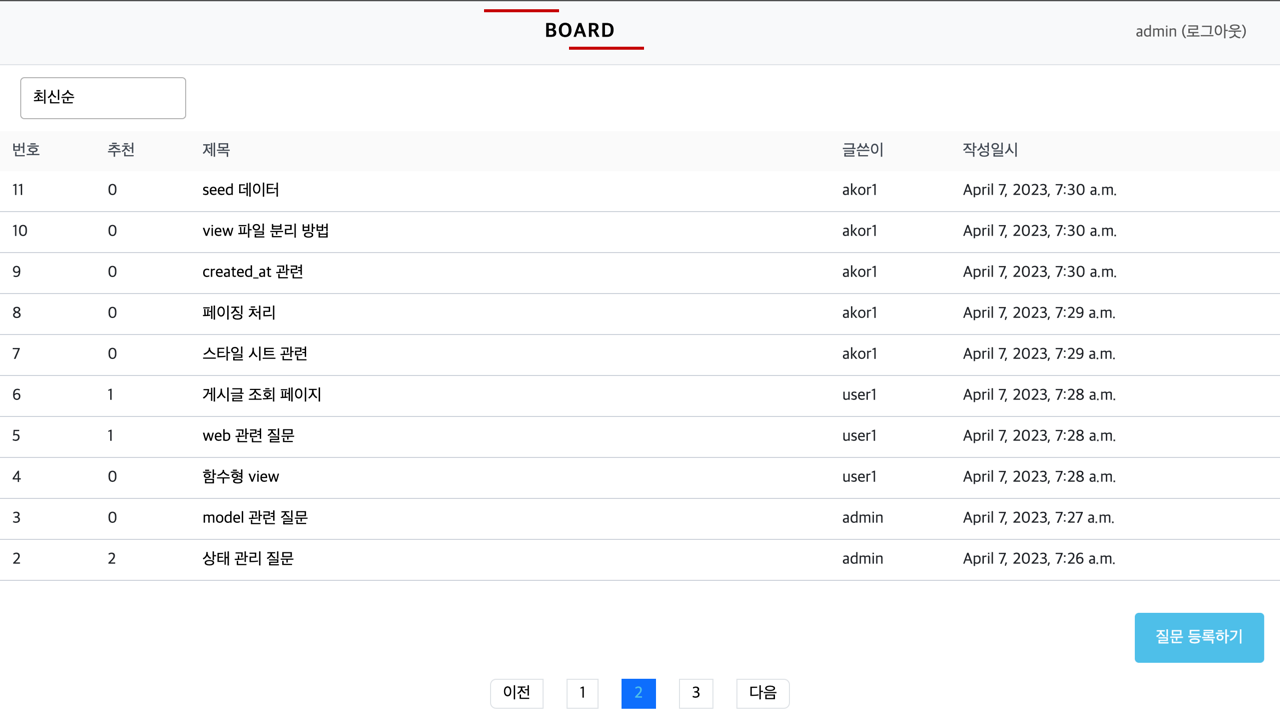 BOARD
admin (로그아웃)
최신순
번호 추천 제목 글쓴이 작성일시
11 0 seed 데이터 akor1 April 7, 2023, 7:30 a.m.
10 0 view 파일 분리 방법 akor1 April 7, 2023, 7:30 a.m.
9 0 created_at 관련 akor1 April 7, 2023, 7:30 a.m.
8 0 페이징 처리 akor1 April 7, 2023, 7:29 a.m.
7 0 스타일 시트 관련 akor1 April 7, 2023, 7:29 a.m.
6 1 게시글 조회 페이지 user1 April 7, 2023, 7:28 a.m.
5 1 web 관련 질문 user1 April 7, 2023, 7:28 a.m.
4 0 함수형 view user1 April 7, 2023, 7:28 a.m.
3 0 model 관련 질문 admin April 7, 2023, 7:27 a.m.
2 2 상태 관리 질문 admin April 7, 2023, 7:26 a.m.
질문 등록하기
이전 1 2 3 다음